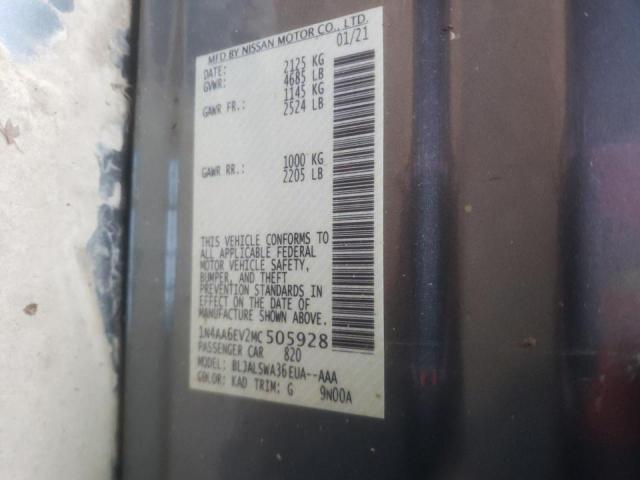 MFD BY NISSAN MOTOR CO., LTD.
DATE: 01/21
GVWR: 2125 KG
4685 LB
GAWR FR.: 1145 KG
2524 LB
GAWR RR.: 1000 KG
2205 LB
THIS VEHICLE CONFORMS TO
ALL APPLICABLE FEDERAL
MOTOR VEHICLE SAFETY,
BUMPER, AND THEFT
PREVENTION STANDARDS IN
EFFECT ON THE DATE OF
MANUFACTURE SHOWN ABOVE.
1N4AA6EV2MC505928
PASSENGER CAR 820
MODEL: BLJALSWA36EUA--AAA
COLOR: KAD TRIM: G 9N00A